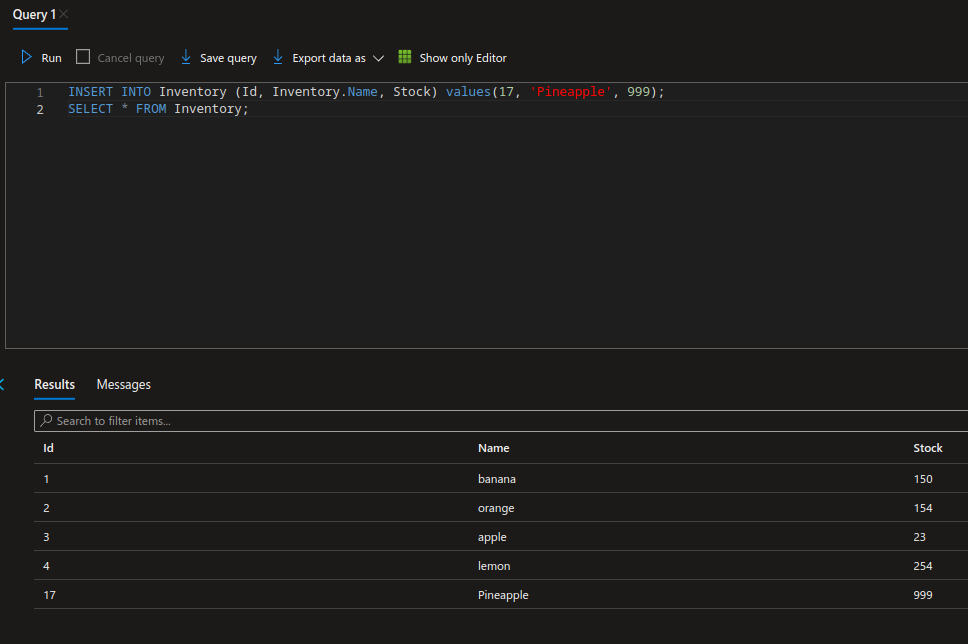 Query 1
Run Cancel query Save query Export data as Show only Editor
1 INSERT INTO Inventory (Id, Inventory.Name, Stock) values(17, 'Pineapple', 999);
2 SELECT * FROM Inventory;
Results Messages
Search to filter items...
Id Name Stock
1 banana 150
2 orange 154
3 apple 23
4 lemon 254
17 Pineapple 999